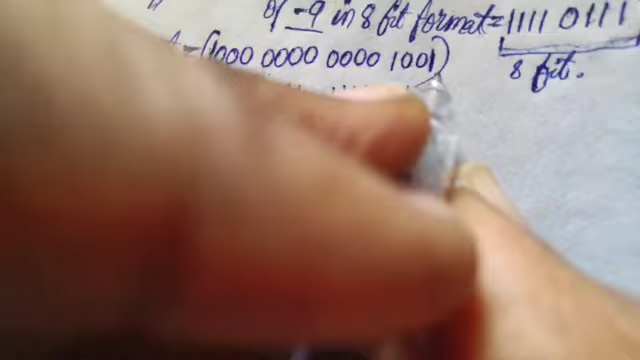 of -9 in 8 bit format = 1111 0111
= (1000 0000 0000 1001)
8 bit.